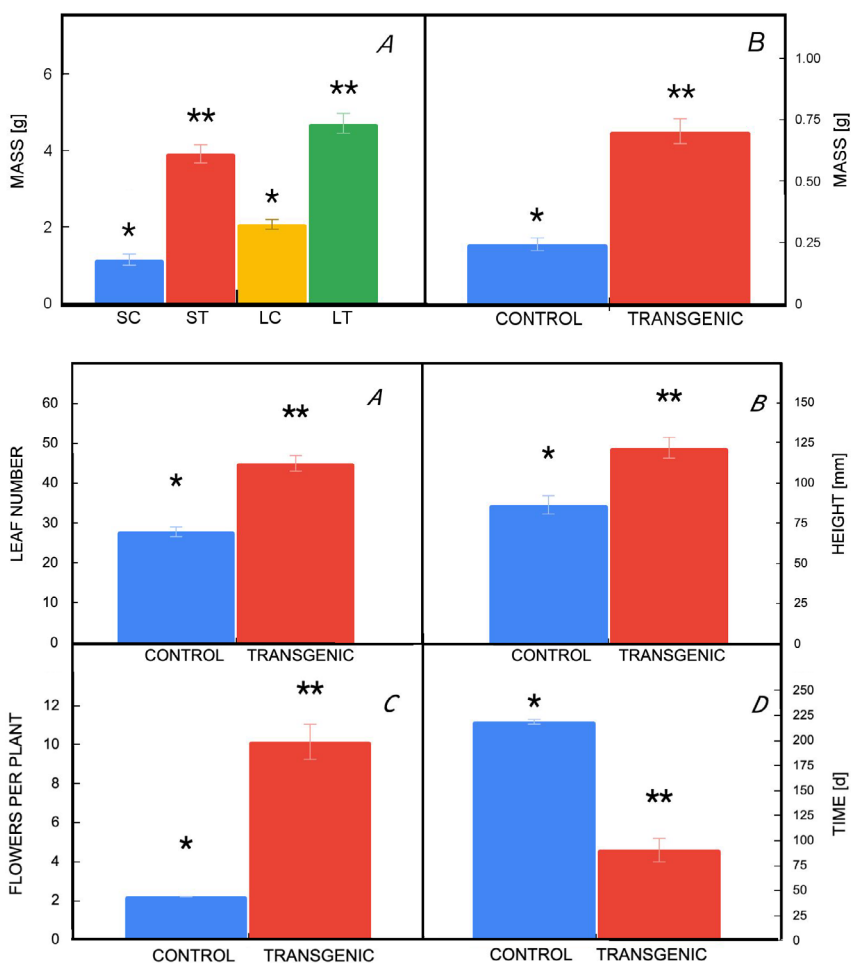 A
B
MASS [g]
6
4
2
0
*
**
*
**
SC
ST
LC
LT
*
**
CONTROL
TRANSGENIC
1.00
0.75
0.50
0.25
0
MASS [g]
A
B
LEAF NUMBER
60
50
40
30
20
10
0
*
**
CONTROL
TRANSGENIC
*
**
CONTROL
TRANSGENIC
150
125
100
75
50
25
0
HEIGHT [mm]
C
D
FLOWERS PER PLANT
12
10
8
6
4
2
0
*
**
CONTROL
TRANSGENIC
*
**
CONTROL
TRANSGENIC
250
225
200
175
150
125
100
75
50
25
0
TIME [d]